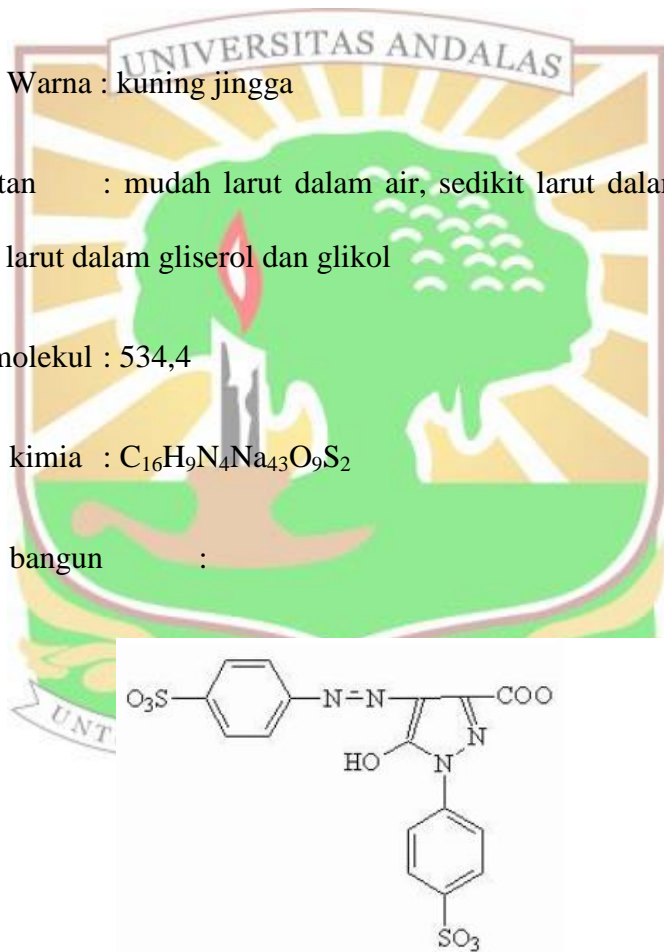 UNIVERSITAS ANDALAS
Warna : kuning jingga
tan : mudah larut dalam air, sedikit larut dalam
larut dalam gliserol dan glikol
molekul : 534,4
kimia : C₁₆H₉N₄Na₄₃O₉S₂
bangun :
O₃S N=N COO
N
HO N
SO₃